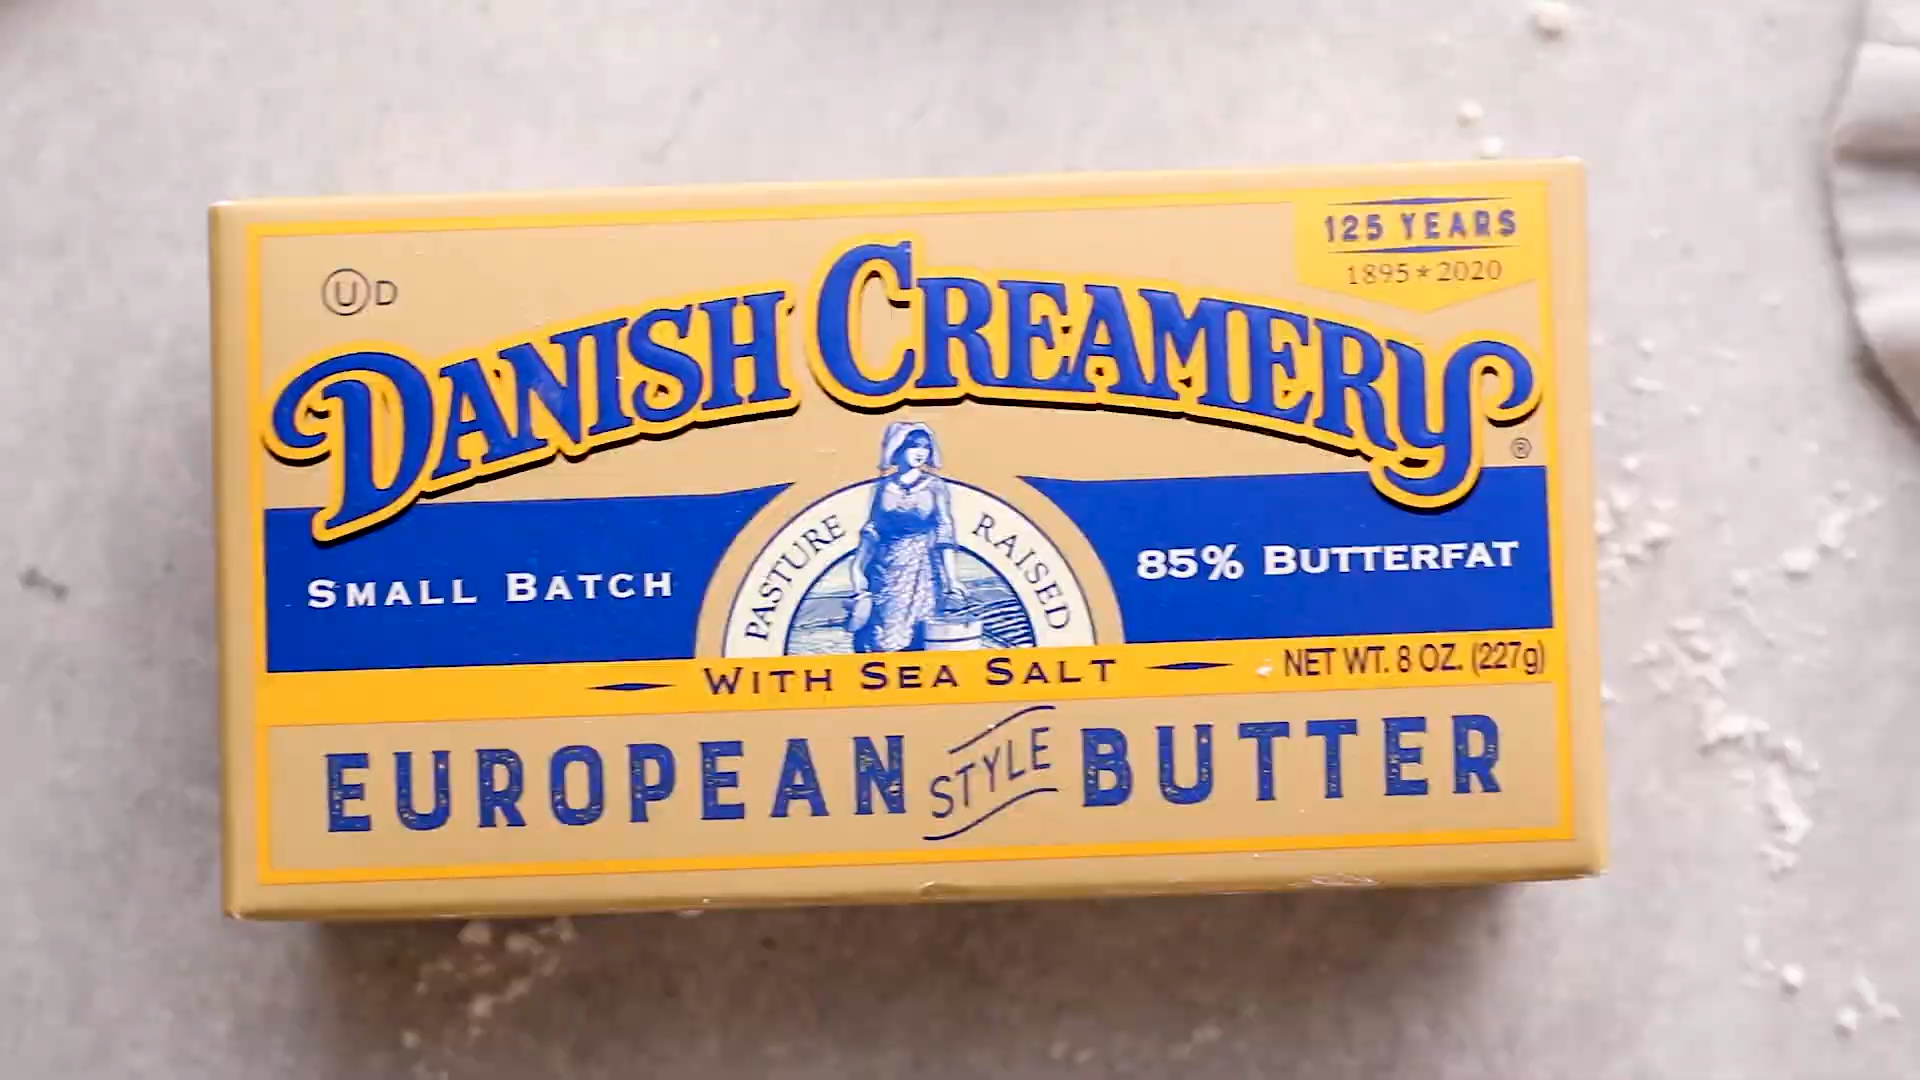 125 YEARS
1895★2020
UD
DANISH CREAMERY®
SMALL BATCH
PASTURE RAISED
85% BUTTERFAT
WITH SEA SALT
NET WT. 8 OZ. (227g)
EUROPEAN STYLE BUTTER